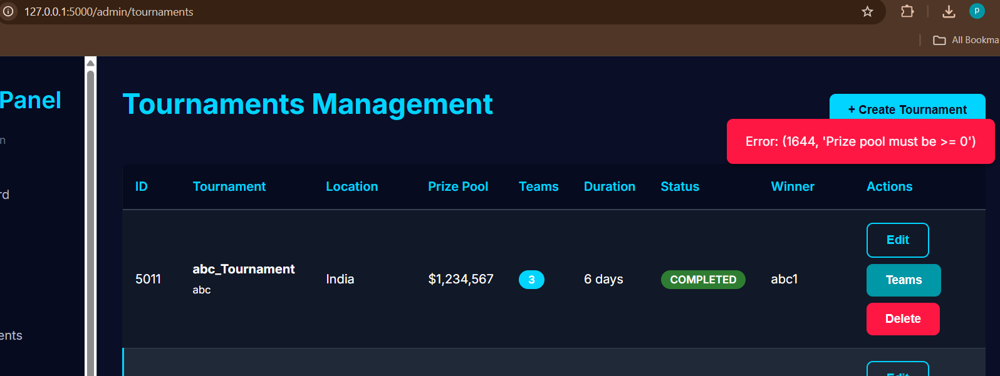 127.0.0.1:5000/admin/tournaments
P
All Bookma
Panel
Tournaments Management
+ Create Tournament
n
Error: (1644, 'Prize pool must be >= 0')
ID Tournament Location Prize Pool Teams Duration Status Winner Actions
rd
Edit
abc_Tournament
5011 India $1,234,567 3 6 days COMPLETED abc1 Teams
abc
Delete
ents
Edit